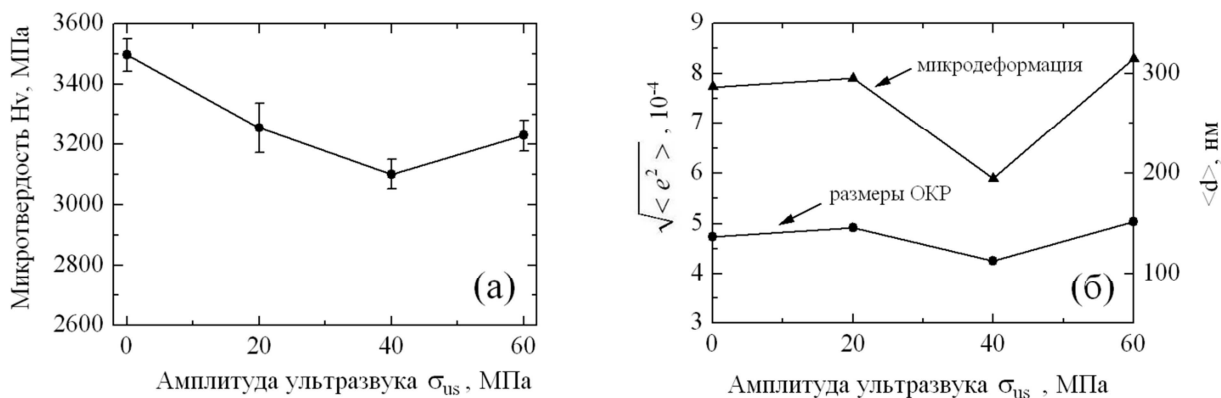 Микротвердость Hv, МПа
3600
3400
3200
3000
2800
2600
0 20 40 60
Амплитуда ультразвука σus , МПа
(а)
√< e² > , 10⁻⁴
9
8
7
6
5
4
3
0 20 40 60
Амплитуда ультразвука σus , МПа
микродеформация
размеры ОКР
(б)
300
200
100
<d>, нм